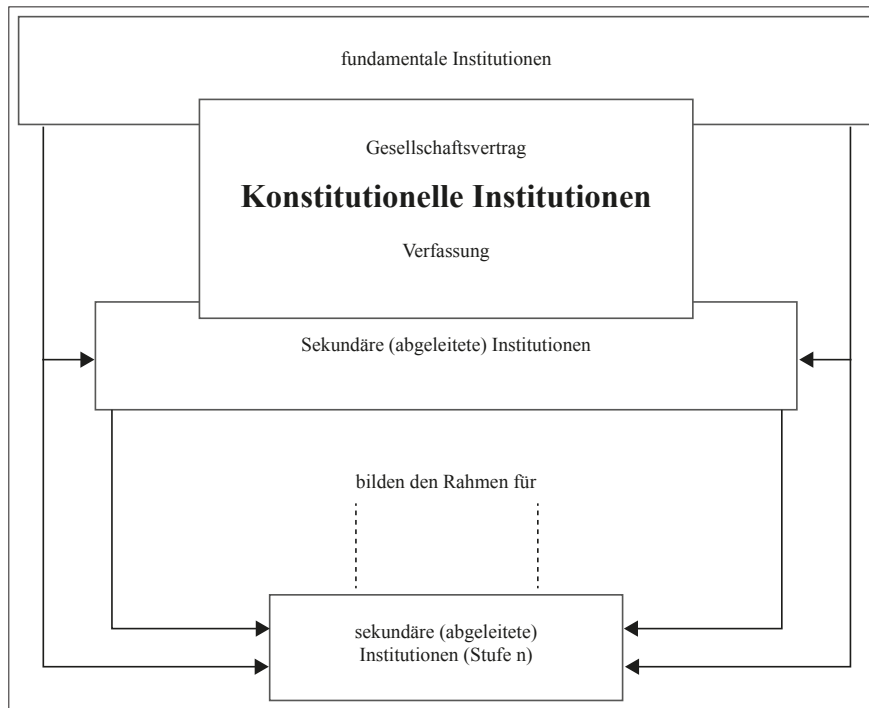 fundamentale Institutionen
Gesellschaftsvertrag
Konstitutionelle Institutionen
Verfassung
Sekundäre (abgeleitete) Institutionen
bilden den Rahmen für
sekundäre (abgeleitete)
Institutionen (Stufe n)